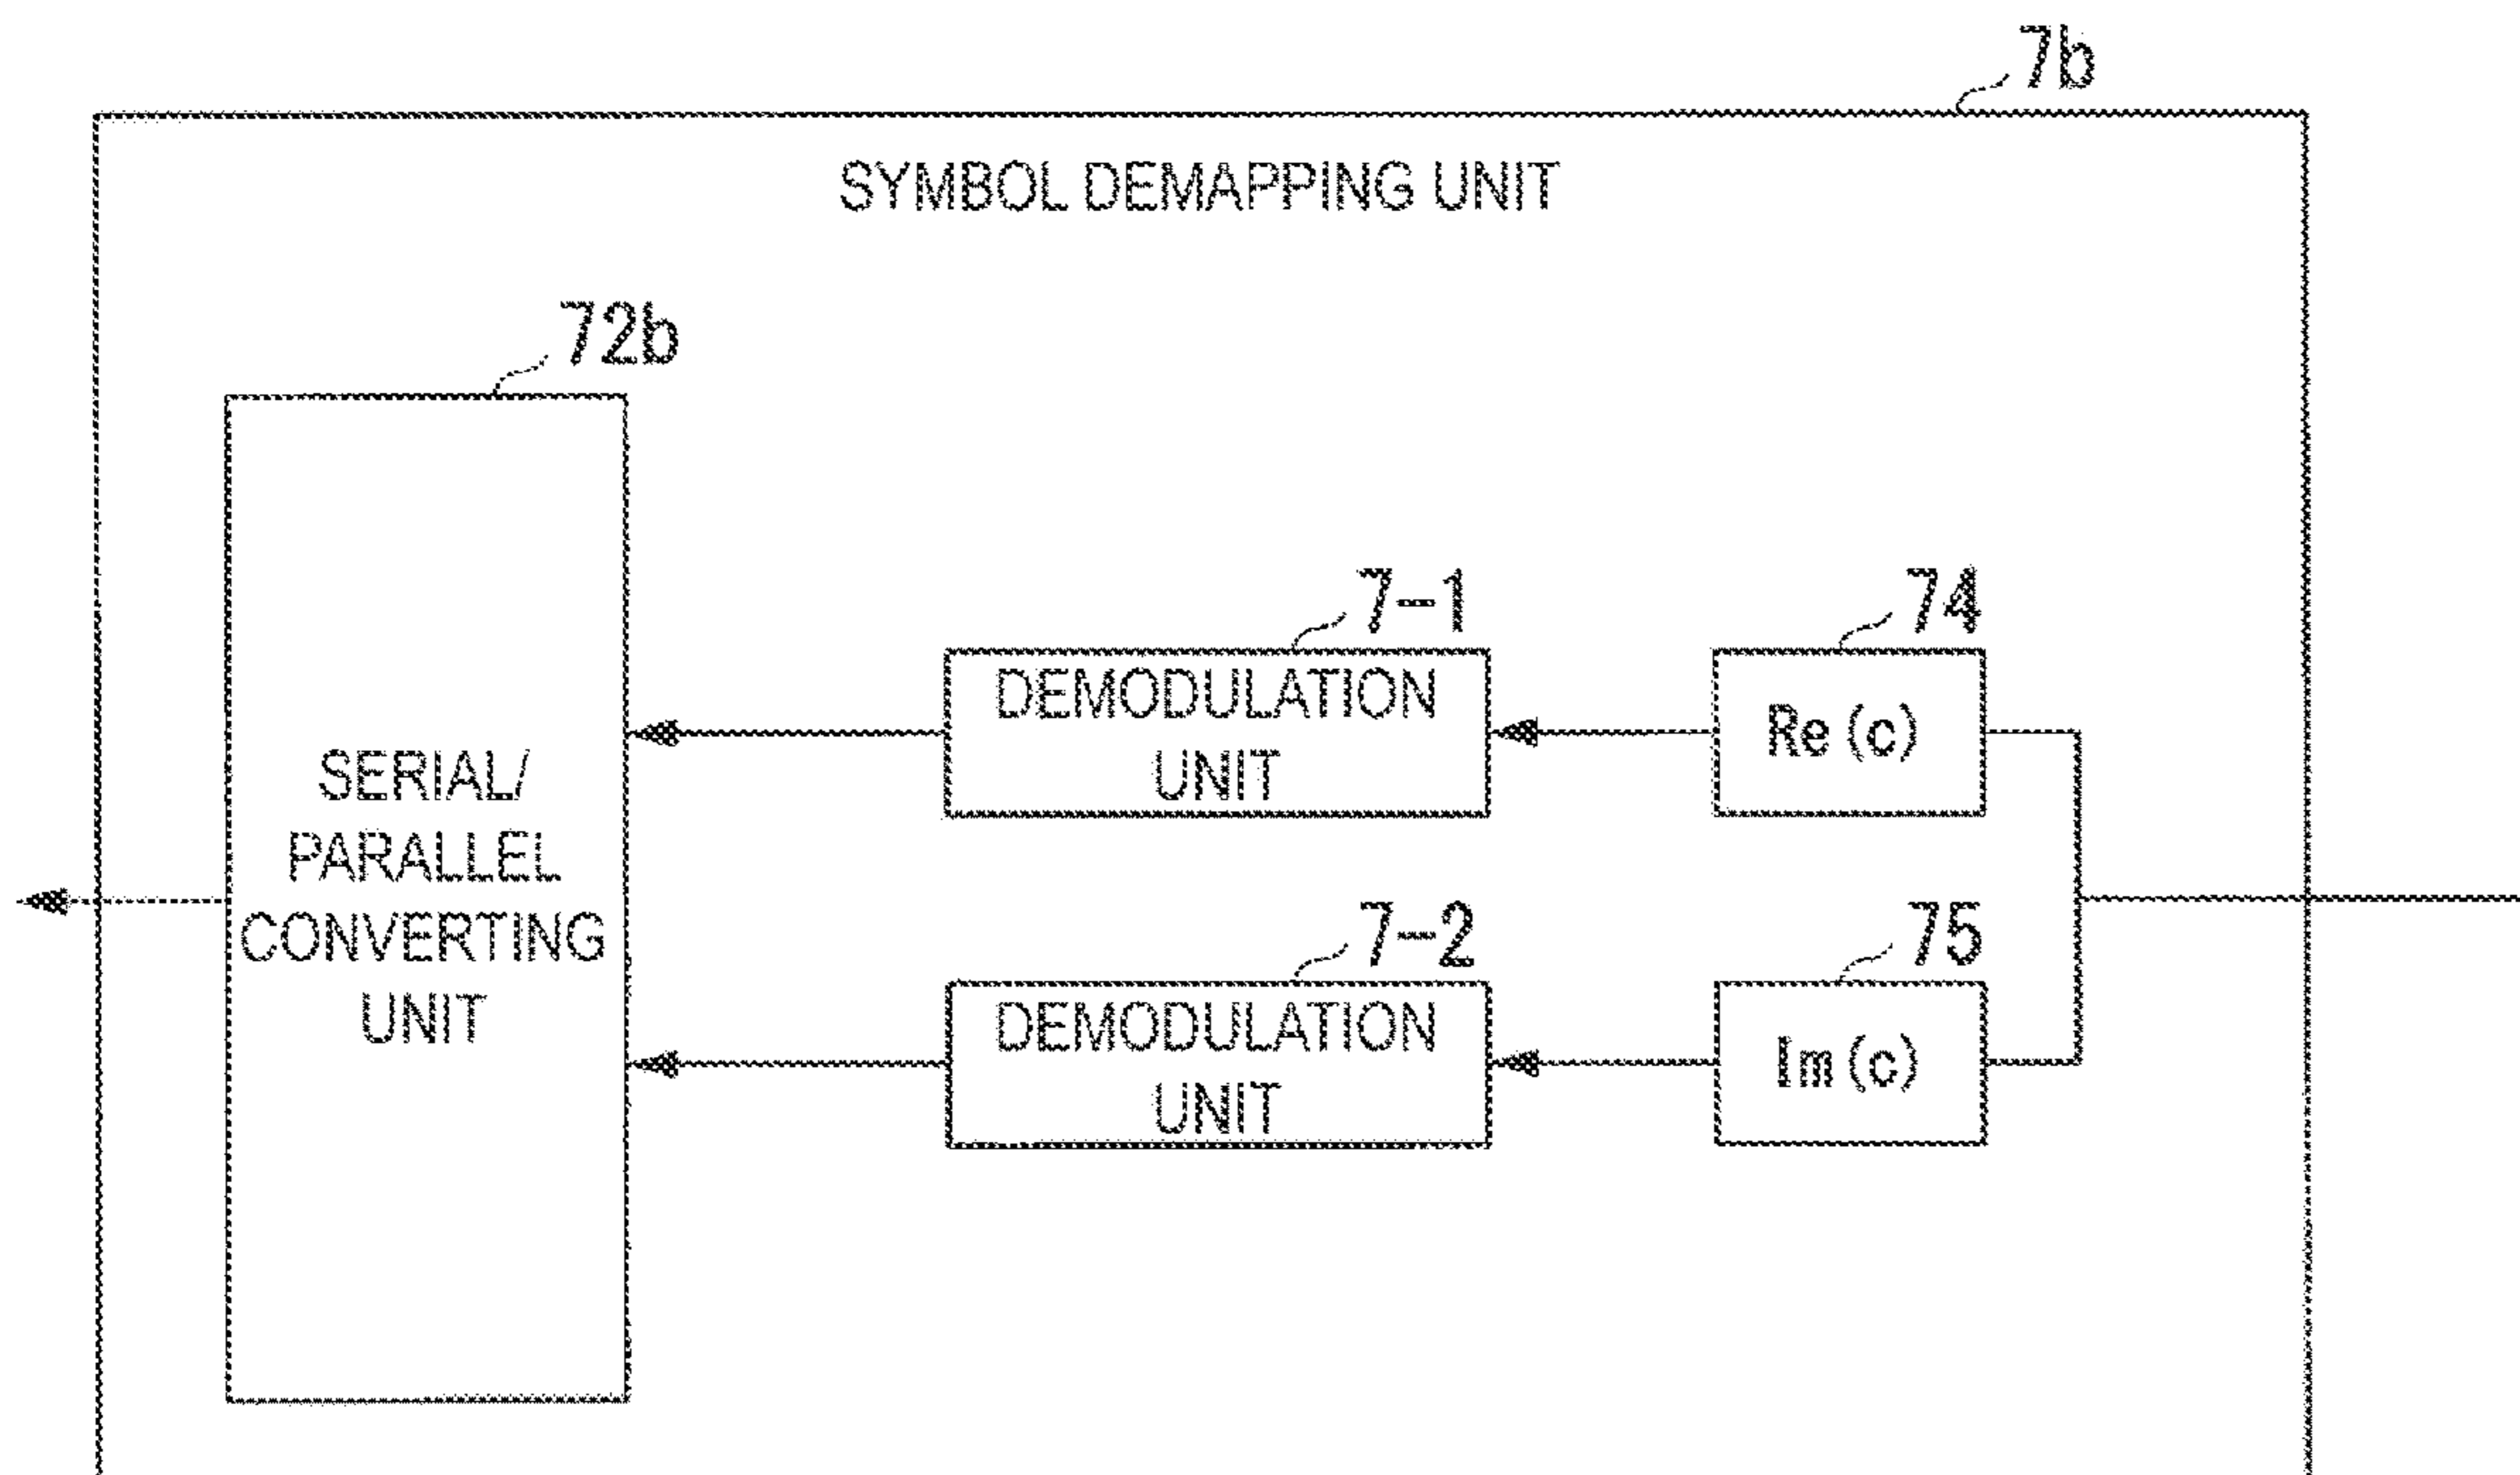 7b
SYMBOL DEMAPPING UNIT
72b
SERIAL/
PARALLEL
CONVERTING
UNIT
7-1
DEMODULATION
UNIT
74
Re(c)
7-2
DEMODULATION
UNIT
75
Im(c)